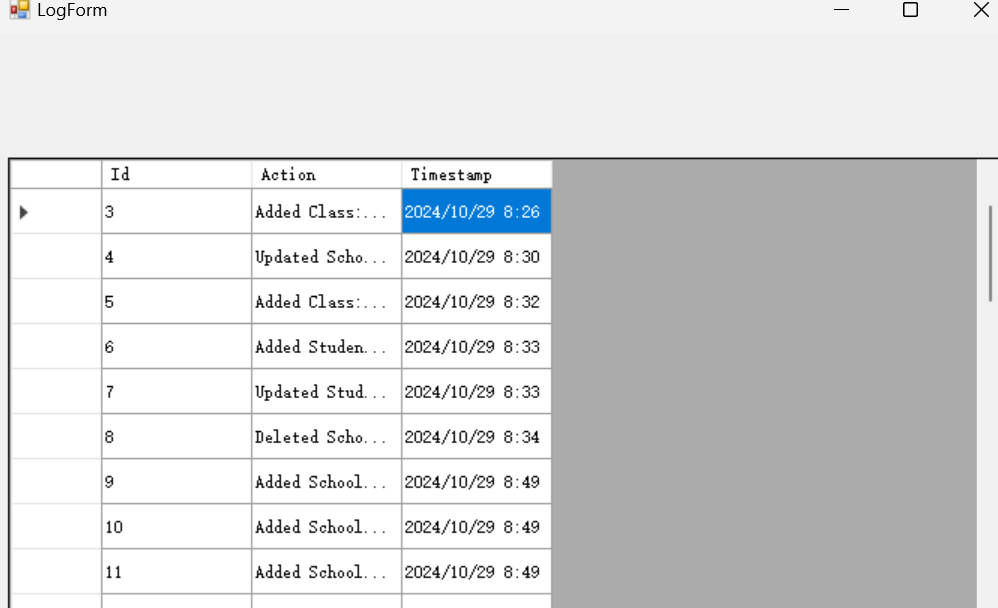 LogForm
Id Action Timestamp
3 Added Class:... 2024/10/29 8:26
4 Updated Scho... 2024/10/29 8:30
5 Added Class:... 2024/10/29 8:32
6 Added Studen... 2024/10/29 8:33
7 Updated Stud... 2024/10/29 8:33
8 Deleted Scho... 2024/10/29 8:34
9 Added School... 2024/10/29 8:49
10 Added School... 2024/10/29 8:49
11 Added School... 2024/10/29 8:49